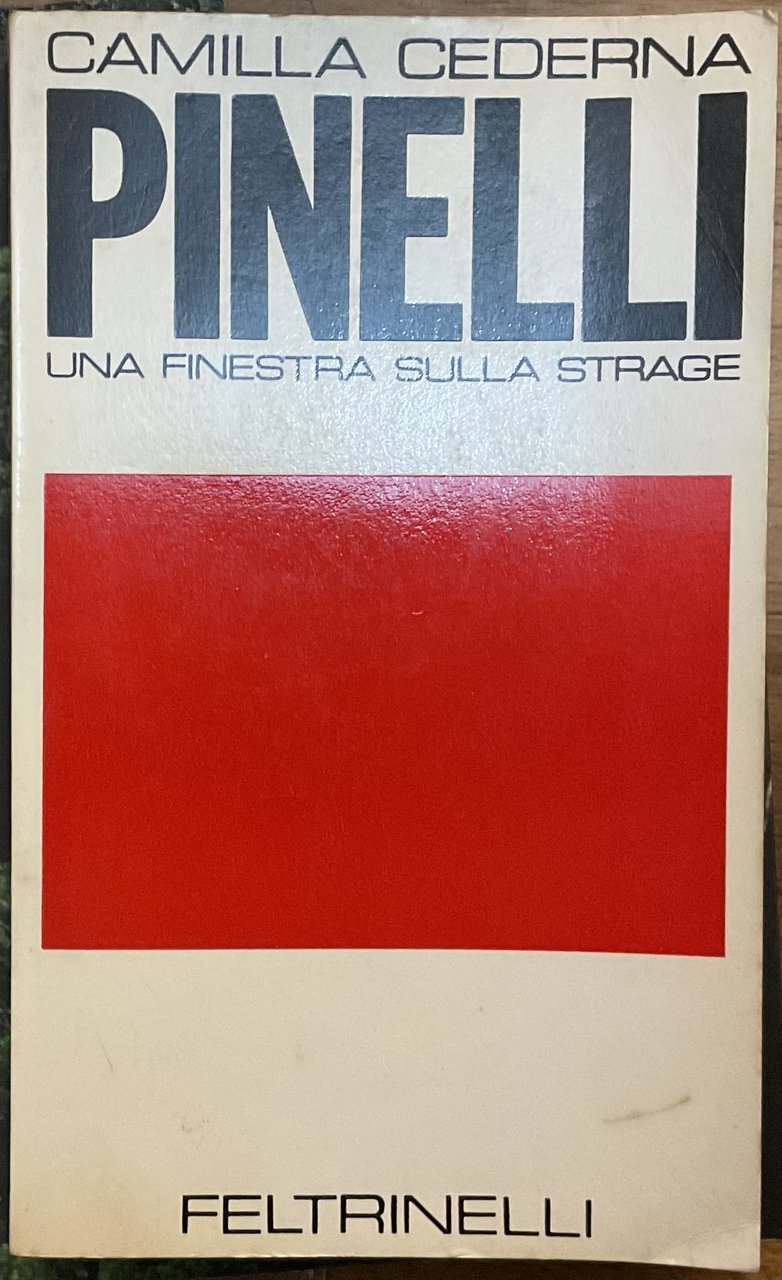 CAMILLA CEDERNA
PINELLI
UNA FINESTRA SULLA STRAGE
FELTRINELLI